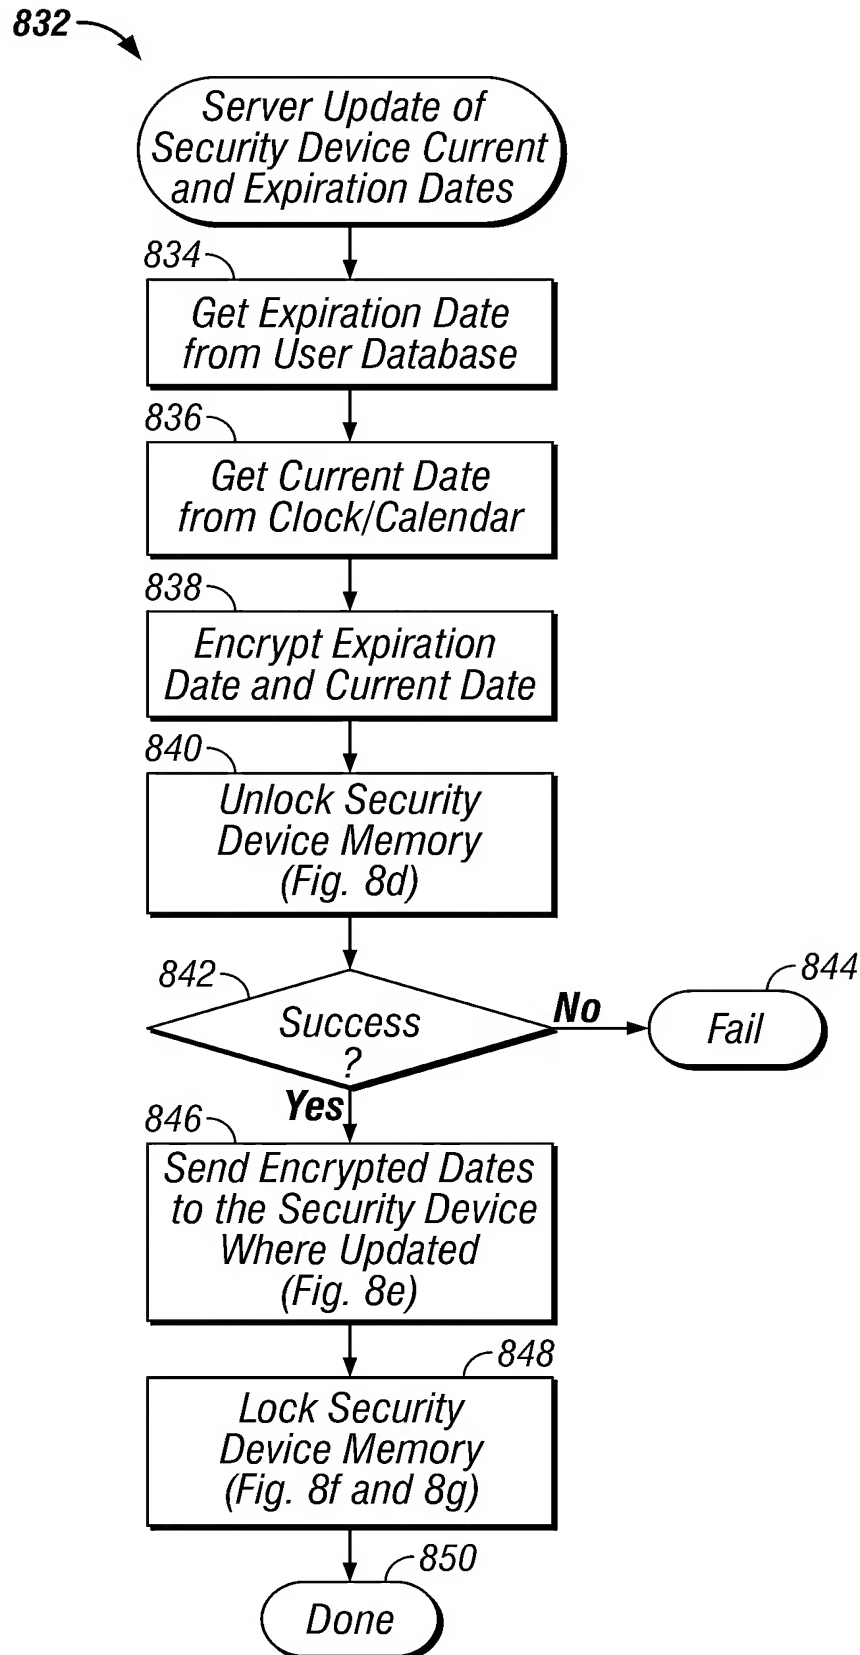 832
Server Update of
Security Device Current
and Expiration Dates
834
Get Expiration Date
from User Database
836
Get Current Date
from Clock/Calendar
838
Encrypt Expiration
Date and Current Date
840
Unlock Security
Device Memory
(Fig. 8d)
842
Success
?
No
844
Fail
Yes
846
Send Encrypted Dates
to the Security Device
Where Updated
(Fig. 8e)
848
Lock Security
Device Memory
(Fig. 8f and 8g)
850
Done